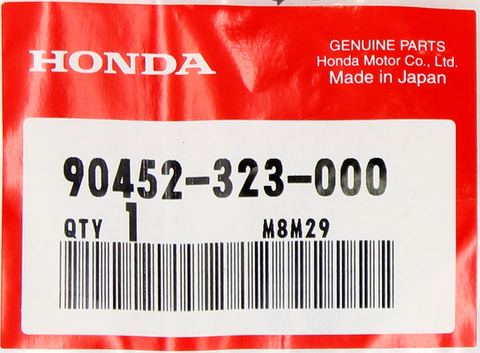 HONDA
GENUINE PARTS
Honda Motor Co., Ltd.
Made in Japan
90452-323-000
QTY 1 M8M29